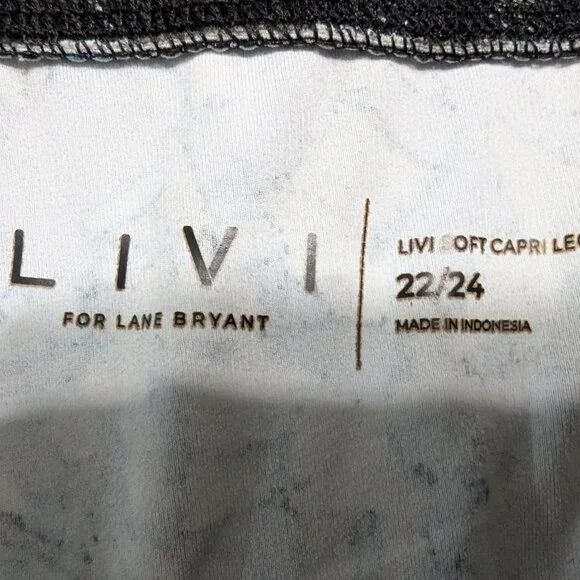 LIVI
FOR LANE BRYANT
LIVI SOFT CAPRI
22/24
MADE IN INDONESIA